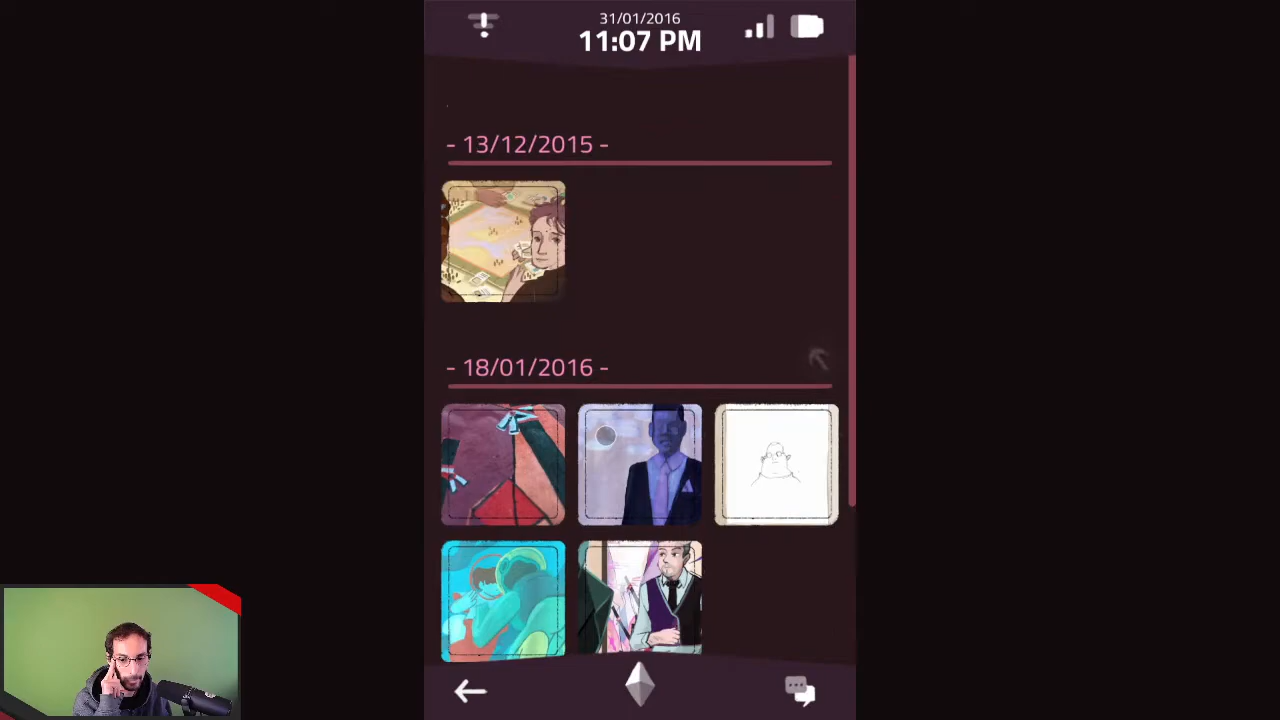 31/01/2016
11:07 PM
- 13/12/2015 -
- 18/01/2016 -